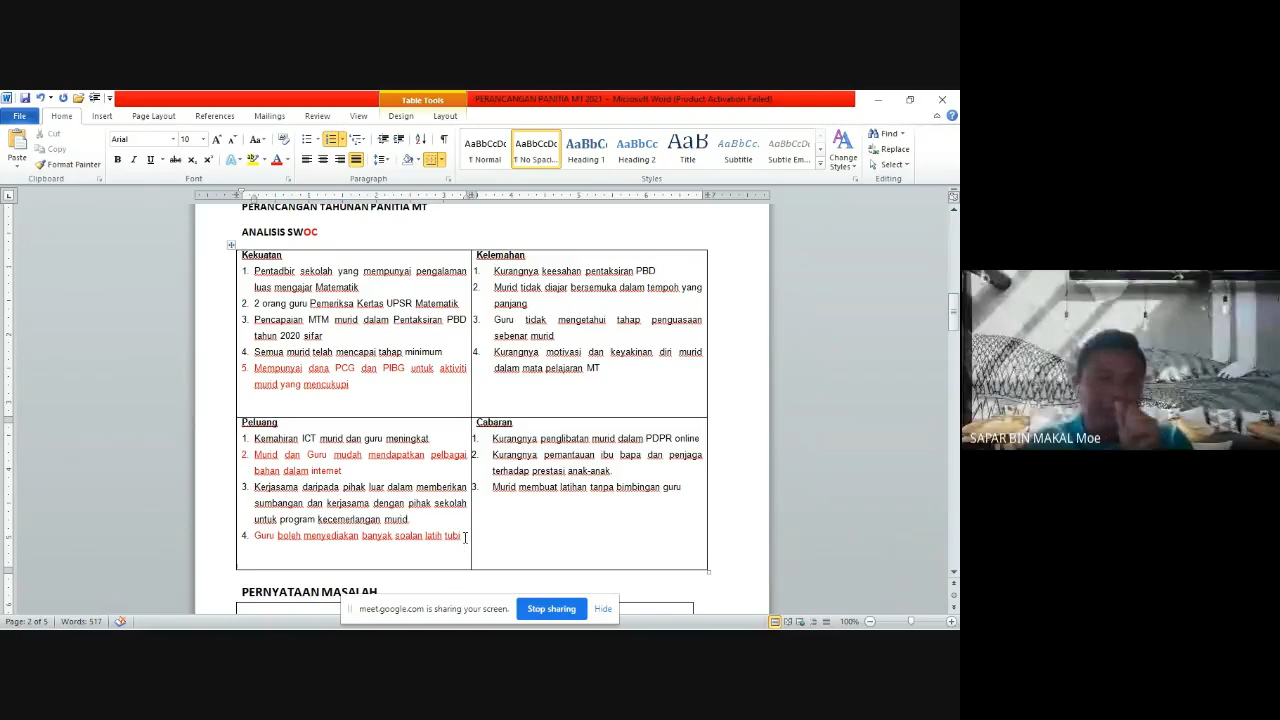 Table Tools
PERANCANGAN PANITIA MT 2021 - Microsoft Word (Product Activation Failed)
File Home Insert Page Layout References Mailings Review View Design Layout
Paste
Cut
Copy
Format Painter
Clipboard
Arial 10
Font
Paragraph
AaBbCcDc AaBbCcDc AaBbCc AaBbCc AaB AaBbCc. AaBbCcDc
¶ Normal ¶ No Spaci... Heading 1 Heading 2 Title Subtitle Subtle Em...
Styles
Change Styles
Find
Replace
Select
Editing
PERANCANGAN TAHUNAN PANITIA MT
ANALISIS SWOC
Kekuatan
1. Pentadbir sekolah yang mempunyai pengalaman
luas mengajar Matematik
2. 2 orang guru Pemeriksa Kertas UPSR Matematik
3. Pencapaian MTM murid dalam Pentaksiran PBD
tahun 2020 sifar
4. Semua murid telah mencapai tahap minimum
5. Mempunyai dana PCG dan PIBG untuk aktiviti
murid yang mencukupi
Kelemahan
1. Kurangnya keesahan pentaksiran PBD
2. Murid tidak diajar bersemuka dalam tempoh yang
panjang
3. Guru tidak mengetahui tahap penguasaan
sebenar murid
4. Kurangnya motivasi dan keyakinan diri murid
dalam mata pelajaran MT
Peluang
1. Kemahiran ICT murid dan guru meningkat
2. Murid dan Guru mudah mendapatkan pelbagai
bahan dalam internet
3. Kerjasama daripada pihak luar dalam memberikan
sumbangan dan kerjasama dengan pihak sekolah
untuk program kecemerlangan murid.
4. Guru boleh menyediakan banyak soalan latih tubi
Cabaran
1. Kurangnya penglibatan murid dalam PDPR online
2. Kurangnya pemantauan ibu bapa dan penjaga
terhadap prestasi anak-anak.
3. Murid membuat latihan tanpa bimbingan guru
PERNYATAAN MASALAH
meet.google.com is sharing your screen. Stop sharing Hide
Page: 2 of 5 Words: 517 100%
SAPAR BIN MAKAL Moe